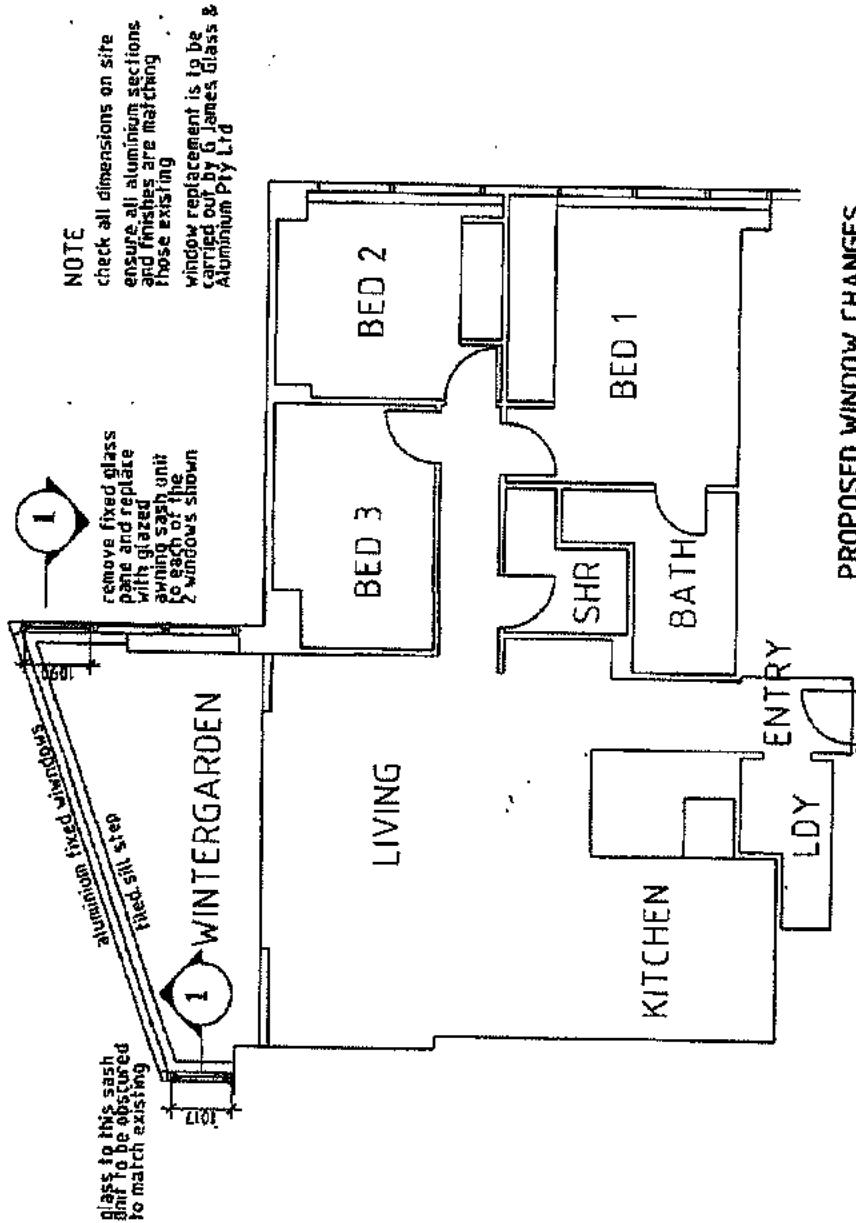 NOTE
check all dimensions on site
ensure all aluminium sections
and finishes are matching
those existing
window replacement is to be
carried out by G James Glass &
Aluminium Pty Ltd
1
remove fixed glass
pane and replace
with glazed
awning sash unit
to each of the
2 windows shown
aluminium fixed wiwndows
tiled sill step
1
glass to this sash
unit to be obscured
to match existing
1017
WINTERGARDEN
BED 3
BED 2
LIVING
SHR
BED 1
BATH
KITCHEN
ENTRY
LDY
PROPOSED WINDOW CHANGES